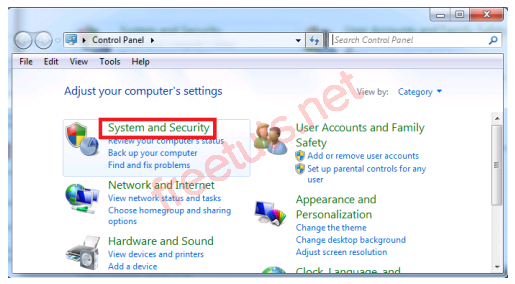 Control Panel
Search Control Panel
File Edit View Tools Help
Adjust your computer's settings
View by: Category
System and Security
Review your computer's status
Back up your computer
Find and fix problems
Network and Internet
View network status and tasks
Choose homegroup and sharing
options
Hardware and Sound
View devices and printers
Add a device
User Accounts and Family
Safety
Add or remove user accounts
Set up parental controls for any
user
Appearance and
Personalization
Change the theme
Change desktop background
Adjust screen resolution
Clock, Language, and
freetuts.net